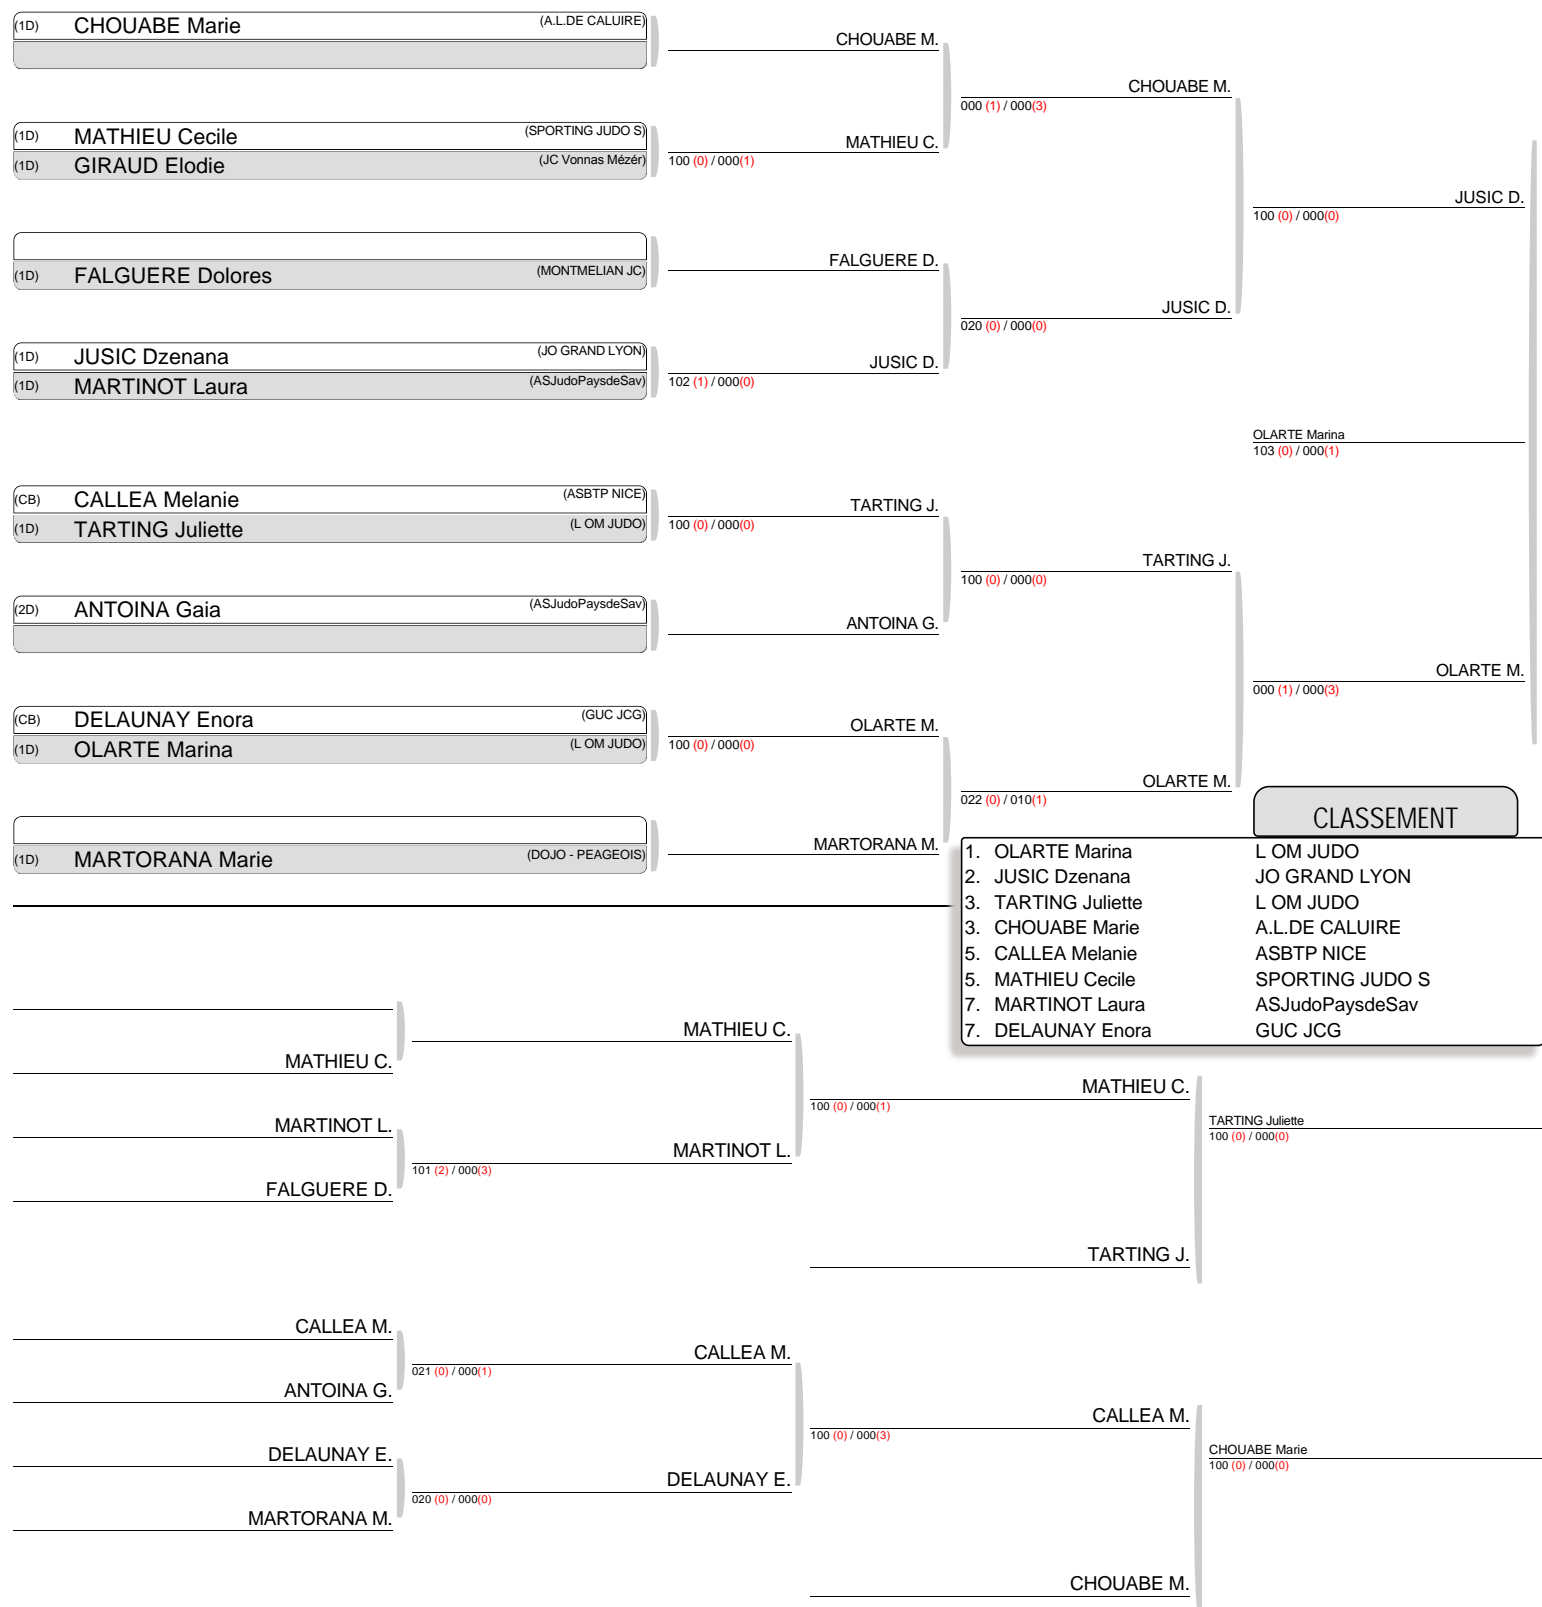 (1D) CHOUABE Marie (A.L.DE CALUIRE)
CHOUABE M.
CHOUABE M.
000 (1) / 000(3)
(1D) MATHIEU Cecile (SPORTING JUDO S)
MATHIEU C.
(1D) GIRAUD Elodie (JC Vonnas Mézér)
100 (0) / 000(1)
JUSIC D.
100 (0) / 000(0)
FALGUERE D.
(1D) FALGUERE Dolores (MONTMELIAN JC)
JUSIC D.
020 (0) / 000(0)
(1D) JUSIC Dzenana (JO GRAND LYON)
JUSIC D.
(1D) MARTINOT Laura (ASJudoPaysdeSav)
102 (1) / 000(0)
OLARTE Marina
103 (0) / 000(1)
(CB) CALLEA Melanie (ASBTP NICE)
TARTING J.
(1D) TARTING Juliette (L OM JUDO)
100 (0) / 000(0)
TARTING J.
100 (0) / 000(0)
(2D) ANTOINA Gaia (ASJudoPaysdeSav)
ANTOINA G.
OLARTE M.
000 (1) / 000(3)
(CB) DELAUNAY Enora (GUC JCG)
OLARTE M.
(1D) OLARTE Marina (L OM JUDO)
100 (0) / 000(0)
OLARTE M.
022 (0) / 010(1)
MARTORANA M.
(1D) MARTORANA Marie (DOJO - PEAGEOIS)
CLASSEMENT
1. OLARTE Marina L OM JUDO
2. JUSIC Dzenana JO GRAND LYON
3. TARTING Juliette L OM JUDO
3. CHOUABE Marie A.L.DE CALUIRE
5. CALLEA Melanie ASBTP NICE
5. MATHIEU Cecile SPORTING JUDO S
7. MARTINOT Laura ASJudoPaysdeSav
7. DELAUNAY Enora GUC JCG
MATHIEU C.
MATHIEU C.
MATHIEU C.
100 (0) / 000(1)
MARTINOT L.
MARTINOT L.
101 (2) / 000(3)
FALGUERE D.
TARTING Juliette
100 (0) / 000(0)
TARTING J.
CALLEA M.
CALLEA M.
021 (0) / 000(1)
ANTOINA G.
CALLEA M.
100 (0) / 000(3)
DELAUNAY E.
DELAUNAY E.
020 (0) / 000(0)
MARTORANA M.
CHOUABE Marie
100 (0) / 000(0)
CHOUABE M.